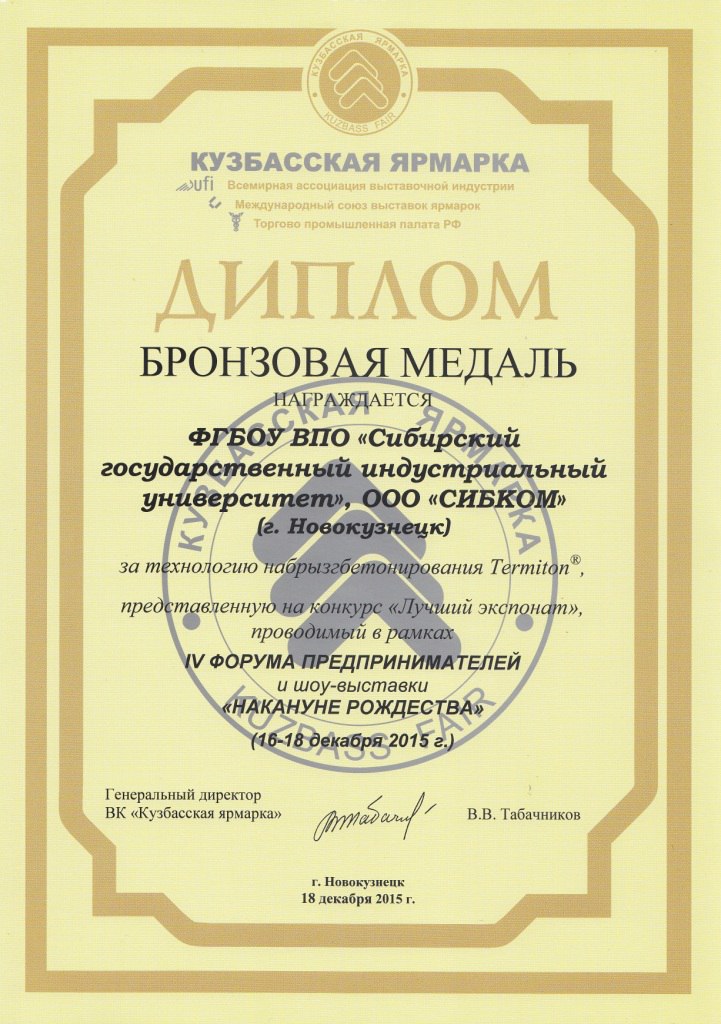 КУЗБАССКАЯ ЯРМАРКА
KUZBASS FAIR
КУЗБАССКАЯ ЯРМАРКА
ufi Всемирная ассоциация выставочной индустрии
Международный союз выставок ярмарок
Торгово промышленная палата РФ
ДИПЛОМ
БРОНЗОВАЯ МЕДАЛЬ
НАГРАЖДАЕТСЯ
КУЗБАССКАЯ ЯРМАРКА
ФГБОУ ВПО «Сибирский
государственный индустриальный
университет», ООО «СИБКОМ»
(г. Новокузнецк)
за технологию набрызгбетонирования Termiton®,
представленную на конкурс «Лучший экспонат»,
проводимый в рамках
IV ФОРУМА ПРЕДПРИНИМАТЕЛЕЙ
и шоу-выставки
«НАКАНУНЕ РОЖДЕСТВА»
(16-18 декабря 2015 г.)
KUZBASS FAIR
Генеральный директор
ВК «Кузбасская ярмарка»
В.В. Табачников
г. Новокузнецк
18 декабря 2015 г.